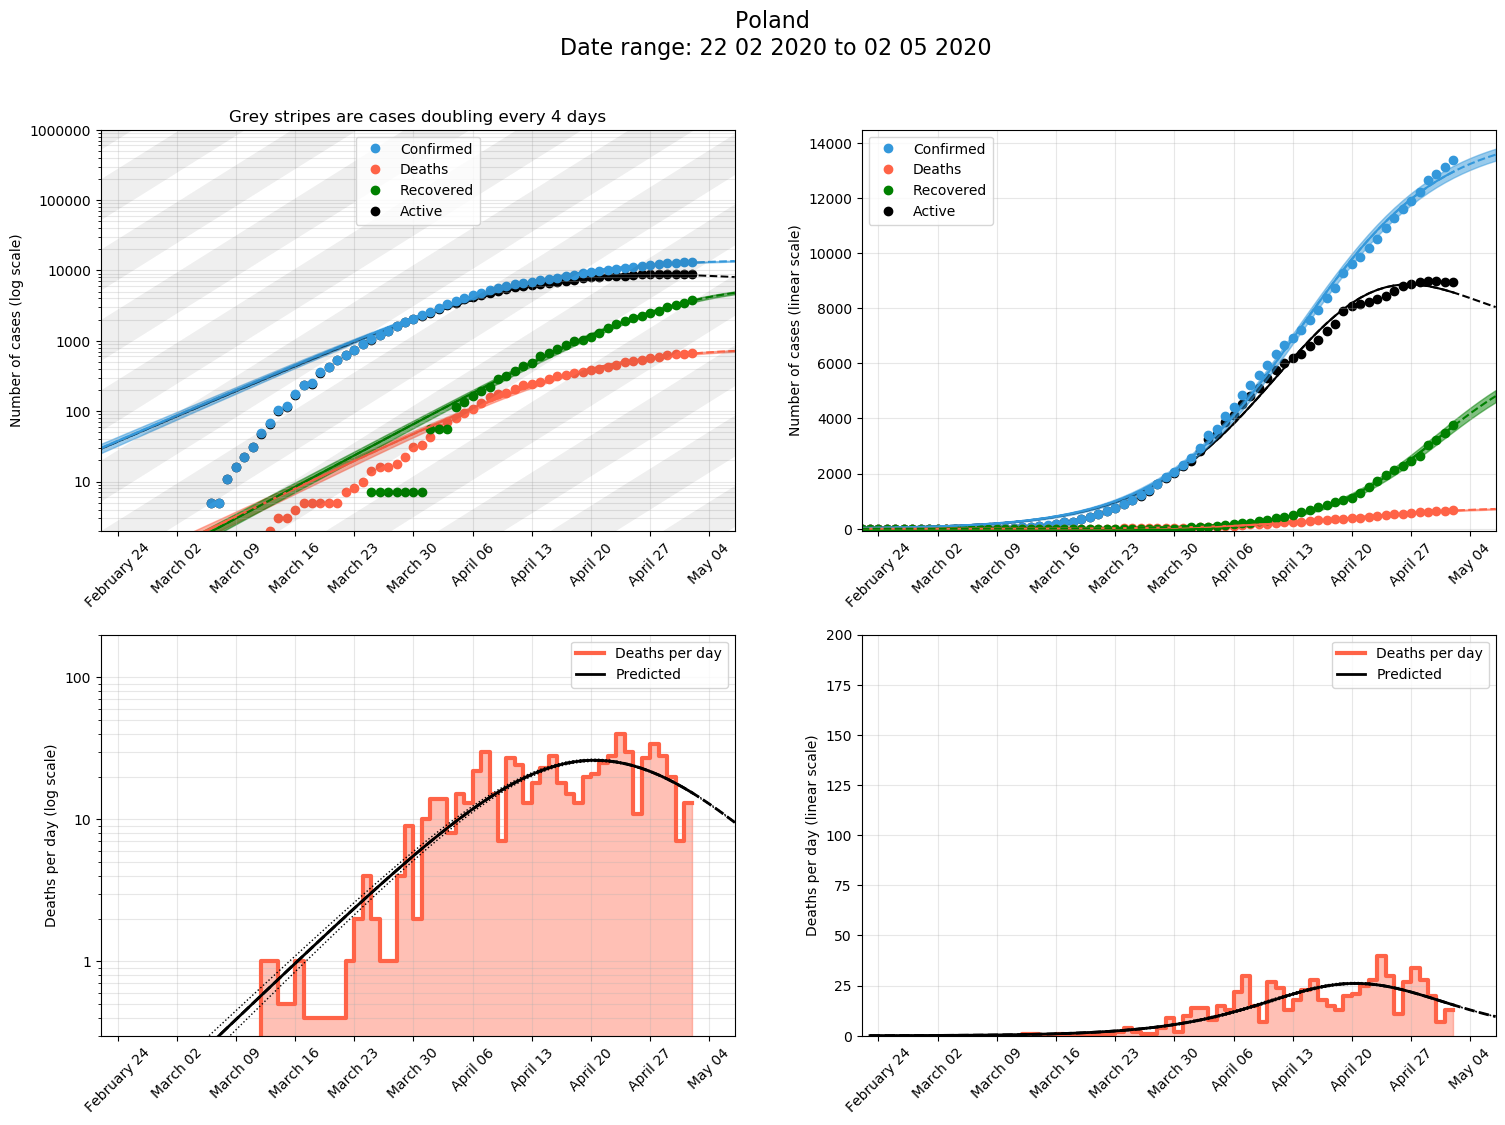 Poland
Date range: 22 02 2020 to 02 05 2020
Grey stripes are cases doubling every 4 days
Number of cases (log scale)
1000000
100000
10000
1000
100
10
Confirmed
Deaths
Recovered
Active
February 24
March 02
March 09
March 16
March 23
March 30
April 06
April 13
April 20
April 27
May 04
Number of cases (linear scale)
14000
12000
10000
8000
6000
4000
2000
0
Confirmed
Deaths
Recovered
Active
February 24
March 02
March 09
March 16
March 23
March 30
April 06
April 13
April 20
April 27
May 04
Deaths per day (log scale)
100
10
1
Deaths per day
Predicted
February 24
March 02
March 09
March 16
March 23
March 30
April 06
April 13
April 20
April 27
May 04
Deaths per day (linear scale)
200
175
150
125
100
75
50
25
0
Deaths per day
Predicted
February 24
March 02
March 09
March 16
March 23
March 30
April 06
April 13
April 20
April 27
May 04